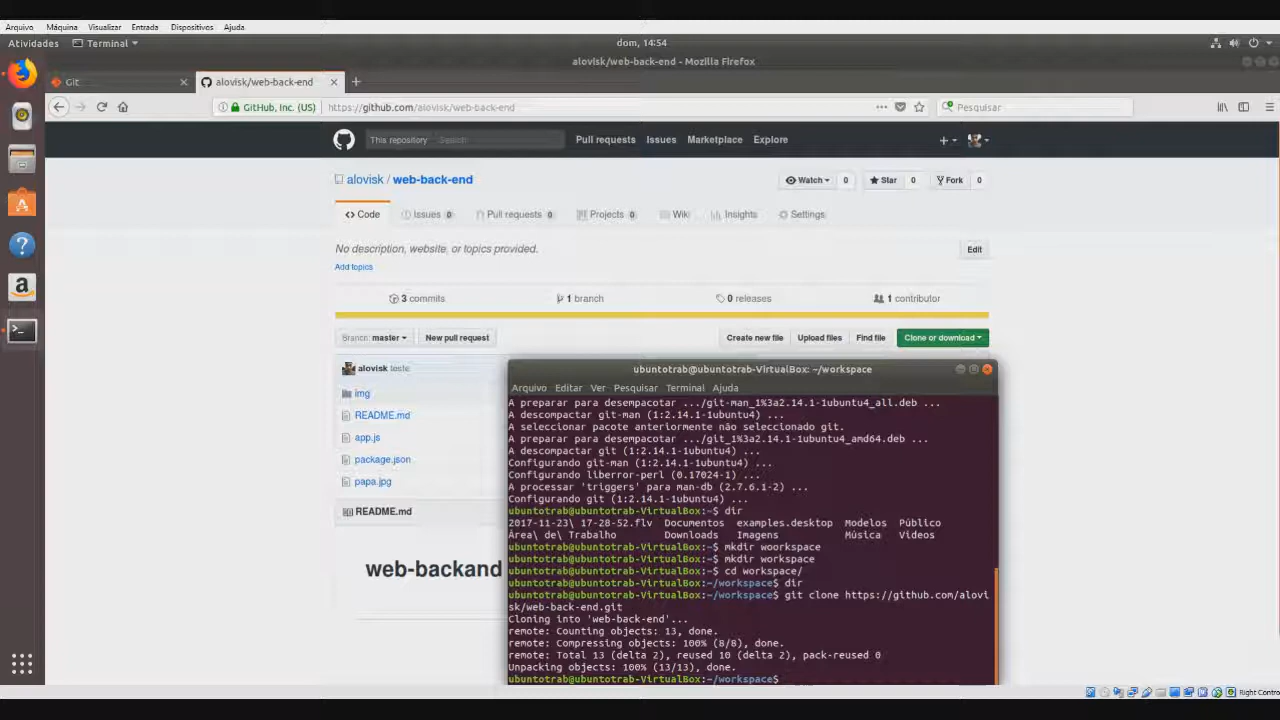 Arquivo Máquina Visualizar Entrada Dispositivos Ajuda
Atividades Terminal dom, 14:54
alovisk/web-back-end - Mozilla Firefox
Git alovisk/web-back-end
GitHub, Inc. (US) https://github.com/alovisk/web-back-end Pesquisar
This repository Search Pull requests Issues Marketplace Explore
alovisk / web-back-end Watch 0 Star 0 Fork 0
Code Issues 0 Pull requests 0 Projects 0 Wiki Insights Settings
No description, website, or topics provided. Edit
Add topics
3 commits 1 branch 0 releases 1 contributor
Branch: master New pull request Create new file Upload files Find file Clone or download
alovisk teste
img
README.md
app.js
package.json
papa.jpg
README.md
web-backand
ubuntotrab@ubuntotrab-VirtualBox: ~/workspace
Arquivo Editar Ver Pesquisar Terminal Ajuda
A preparar para desempacotar .../git-man_1%3a2.14.1-1ubuntu4_all.deb ...
A descompactar git-man (1:2.14.1-1ubuntu4) ...
A seleccionar pacote anteriormente não seleccionado git.
A preparar para desempacotar .../git_1%3a2.14.1-1ubuntu4_amd64.deb ...
A descompactar git (1:2.14.1-1ubuntu4) ...
Configurando git-man (1:2.14.1-1ubuntu4) ...
Configurando liberror-perl (0.17024-1) ...
A processar 'triggers' para man-db (2.7.6.1-2) ...
Configurando git (1:2.14.1-1ubuntu4) ...
ubuntotrab@ubuntotrab-VirtualBox:~$ dir
2017-11-23\ 17-28-52.flv Documentos examples.desktop Modelos Público
Área\ de\ Trabalho Downloads Imagens Música Vídeos
ubuntotrab@ubuntotrab-VirtualBox:~$ mkdir woorkspace
ubuntotrab@ubuntotrab-VirtualBox:~$ mkdir workspace
ubuntotrab@ubuntotrab-VirtualBox:~$ cd workspace/
ubuntotrab@ubuntotrab-VirtualBox:~/workspace$ dir
ubuntotrab@ubuntotrab-VirtualBox:~/workspace$ git clone https://github.com/alovi
sk/web-back-end.git
Cloning into 'web-back-end'...
remote: Counting objects: 13, done.
remote: Compressing objects: 100% (8/8), done.
remote: Total 13 (delta 2), reused 10 (delta 2), pack-reused 0
Unpacking objects: 100% (13/13), done.
ubuntotrab@ubuntotrab-VirtualBox:~/workspace$
Right Contro